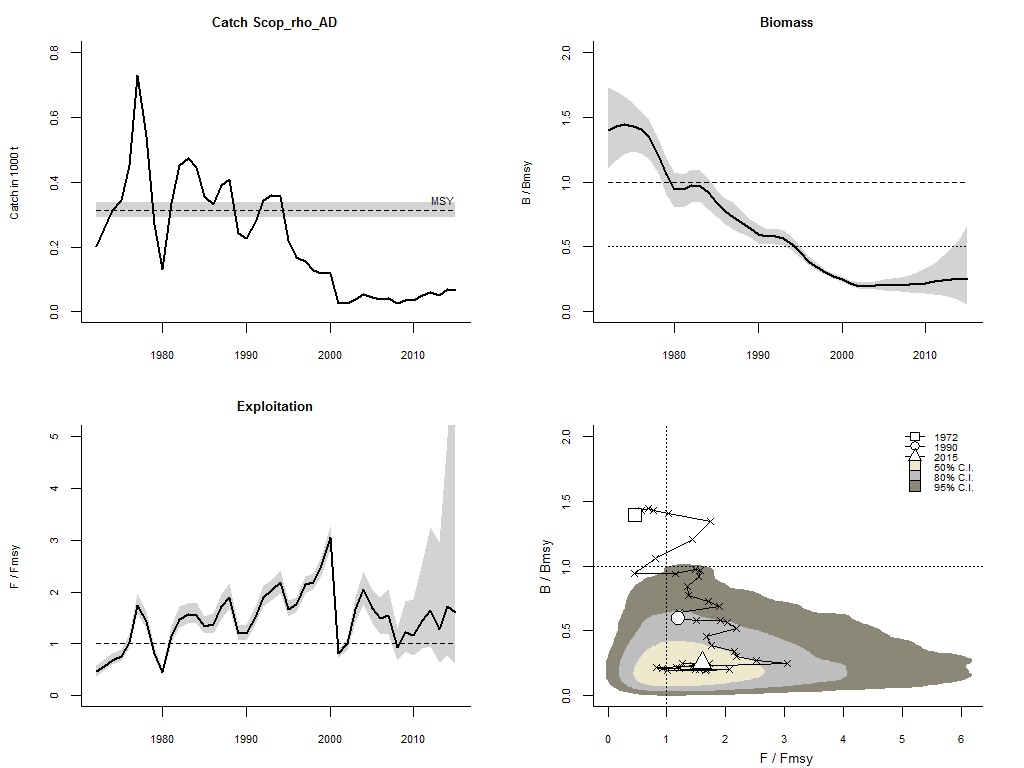 Catch Scop_rho_AD
Catch in 1000 t
0.0 0.2 0.4 0.6 0.8
MSY
1980 1990 2000 2010
Biomass
B / Bmsy
0.0 0.5 1.0 1.5 2.0
1980 1990 2000 2010
Exploitation
F / Fmsy
0 1 2 3 4 5
1980 1990 2000 2010
B / Bmsy
0.0 0.5 1.0 1.5 2.0
1972
1990
2015
50% C.I.
80% C.I.
95% C.I.
0 1 2 3 4 5 6
F / Fmsy